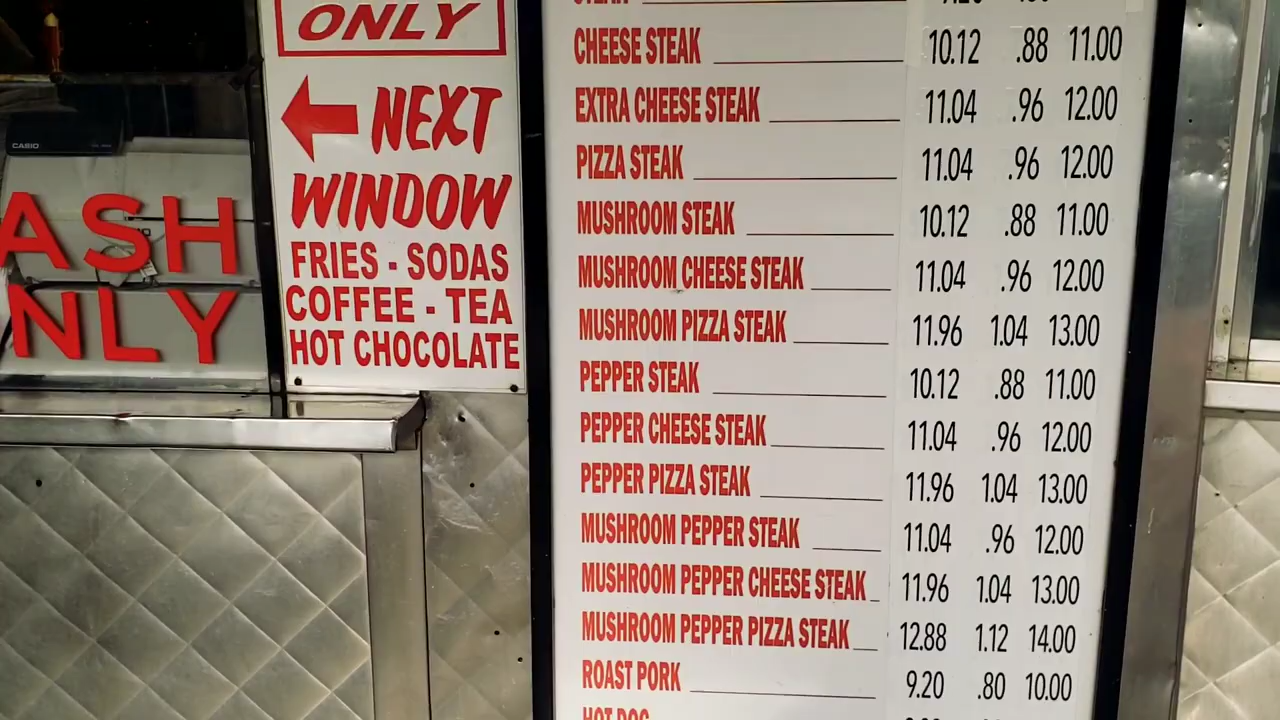 ONLY
NEXT
WINDOW
FRIES - SODAS
COFFEE - TEA
HOT CHOCOLATE
CASIO
ASH
NLY
STEAK
CHEESE STEAK 10.12 .88 11.00
EXTRA CHEESE STEAK 11.04 .96 12.00
PIZZA STEAK 11.04 .96 12.00
MUSHROOM STEAK 10.12 .88 11.00
MUSHROOM CHEESE STEAK 11.04 .96 12.00
MUSHROOM PIZZA STEAK 11.96 1.04 13.00
PEPPER STEAK 10.12 .88 11.00
PEPPER CHEESE STEAK 11.04 .96 12.00
PEPPER PIZZA STEAK 11.96 1.04 13.00
MUSHROOM PEPPER STEAK 11.04 .96 12.00
MUSHROOM PEPPER CHEESE STEAK 11.96 1.04 13.00
MUSHROOM PEPPER PIZZA STEAK 12.88 1.12 14.00
ROAST PORK 9.20 .80 10.00
HOT DOG